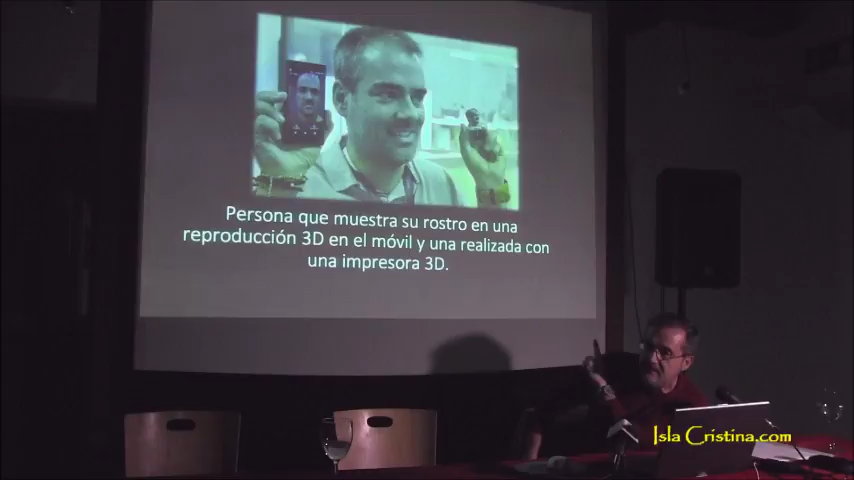 Persona que muestra su rostro en una
reproducción 3D en el móvil y una realizada con
una impresora 3D.
Isla Cristina.com